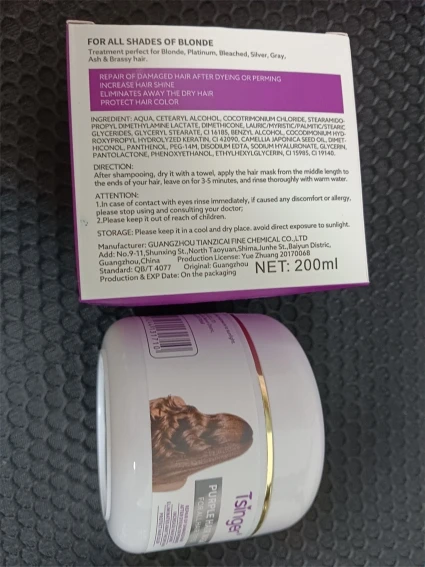 FOR ALL SHADES OF BLONDE
Treatment perfect for Blonde, Platinum, Bleached, Silver, Gray,
Ash & Brassy hair.
REPAIR OF DAMAGED HAIR AFTER DYEING OR PERMING
INCREASE HAIR SHINE
ELIMINATES AWAY THE DRY HAIR
PROTECT HAIR COLOR
INGREDIENT: AQUA, CETEARYL ALCOHOL, COCOTRIMONIUM CHLORIDE, STEARAMIDO-
PROPYL DIMETHYLAMINE LACTATE, DIMETHICONE, LAURIC/MYRISTIC/PALMITIC/STEARIC
GLYCERIDES, GLYCERYL STEARATE, CI 14185, BENZYL ALCOHOL, COCODIMONIUM HYD-
ROXYPROPYL HYDROLYZED KERATIN, CI 42090, CAMELLIA JAPONICA SEED OIL, DIMET-
HICONOL, PANTHENOL, PEG-14M, DISODIUM EDTA, SODIUM HYALURONATE, GLYCERIN,
PANTOLACTONE, PHENOXYETHANOL, ETHYLHEXYLGLYCERIN, CI 15985, CI 19140.
DIRECTION:
After shampooing, dry it with a towel, apply the hair mask from the middle length to
the ends of your hair, leave on for 3-5 minutes, and rinse thoroughly with warm water.
ATTENTION:
1.In case of contact with eyes rinse immediately, if caused any discomfort or allergy,
please stop using and consulting your doctor;
2.Please keep it out of reach of children.
STORAGE: Please keep it in a cool and dry place. avoid direct exposure to sunlight.
Manufacturer: GUANGZHOU TIANZICAI FINE CHEMICAL CO.,LTD
Add: No.9-11,Shunxing St.,North Taoyuan,Shima,Junhe St.,Baiyun Distric,
Guangzhou,China Production License: Yue Zhuang 20170068
Standard: QB/T 4077 Original: Guangzhou NET: 200ml
Production & EXP Date: On the packaging
Tsinge
PURPLE